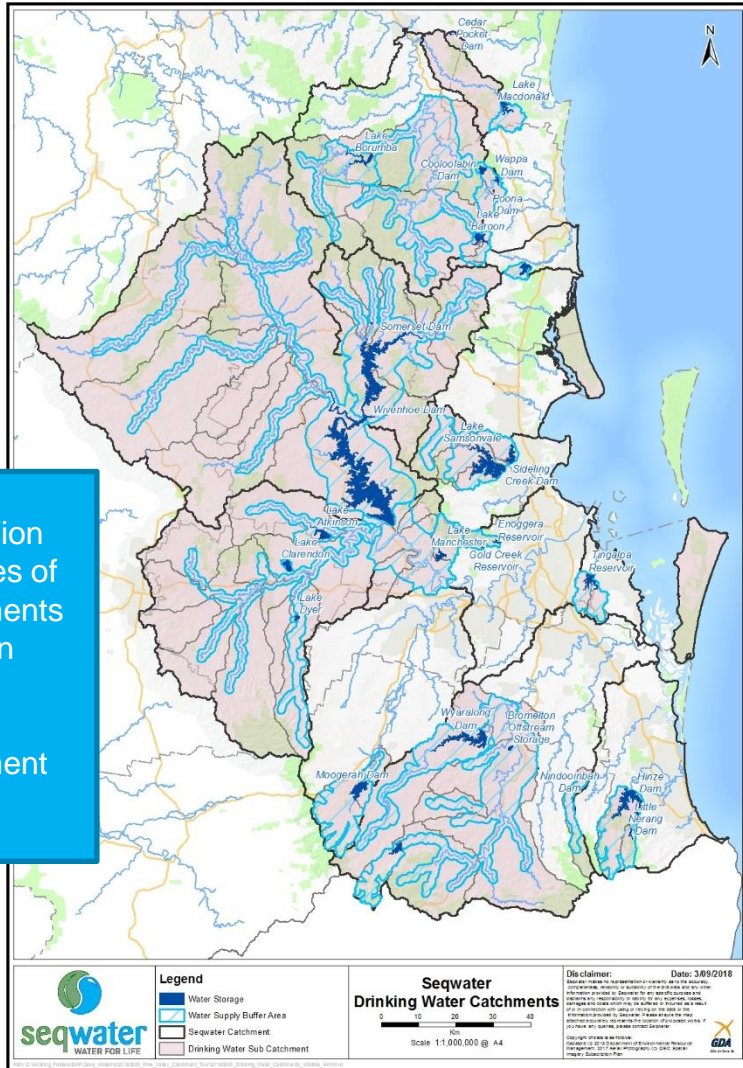 Cedar
Pocket
Dam
N
Lake
Macdonald
Lake
Borumba
Cooloolabin
Dam
Wappa
Dam
Poona
Dam
Lake
Baroon
Somerset Dam
Wivenhoe Dam
Lake
Samsonvale
Sideling
Creek Dam
ion
es of
ments
n
nent
Lake
Atkinson
Lake
Clarendon
Lake
Manchester
Enoggera
Reservoir
Gold Creek
Reservoir
Tingalpa
Reservoir
Lake
Dyer
Wyaralong
Dam
Bromelton
Offstream
Storage
Moogerah Dam
Nindooinbah
Dam
Hinze
Dam
Little
Nerang
Dam
seqwater
WATER FOR LIFE
Legend
Water Storage
Water Supply Buffer Area
Seqwater Catchment
Drinking Water Sub Catchment
Seqwater
Drinking Water Catchments
0 10 20 30 40
Km
Scale 1:1,000,000 @ A4
Disclaimer: Date: 3/09/2018
GDA